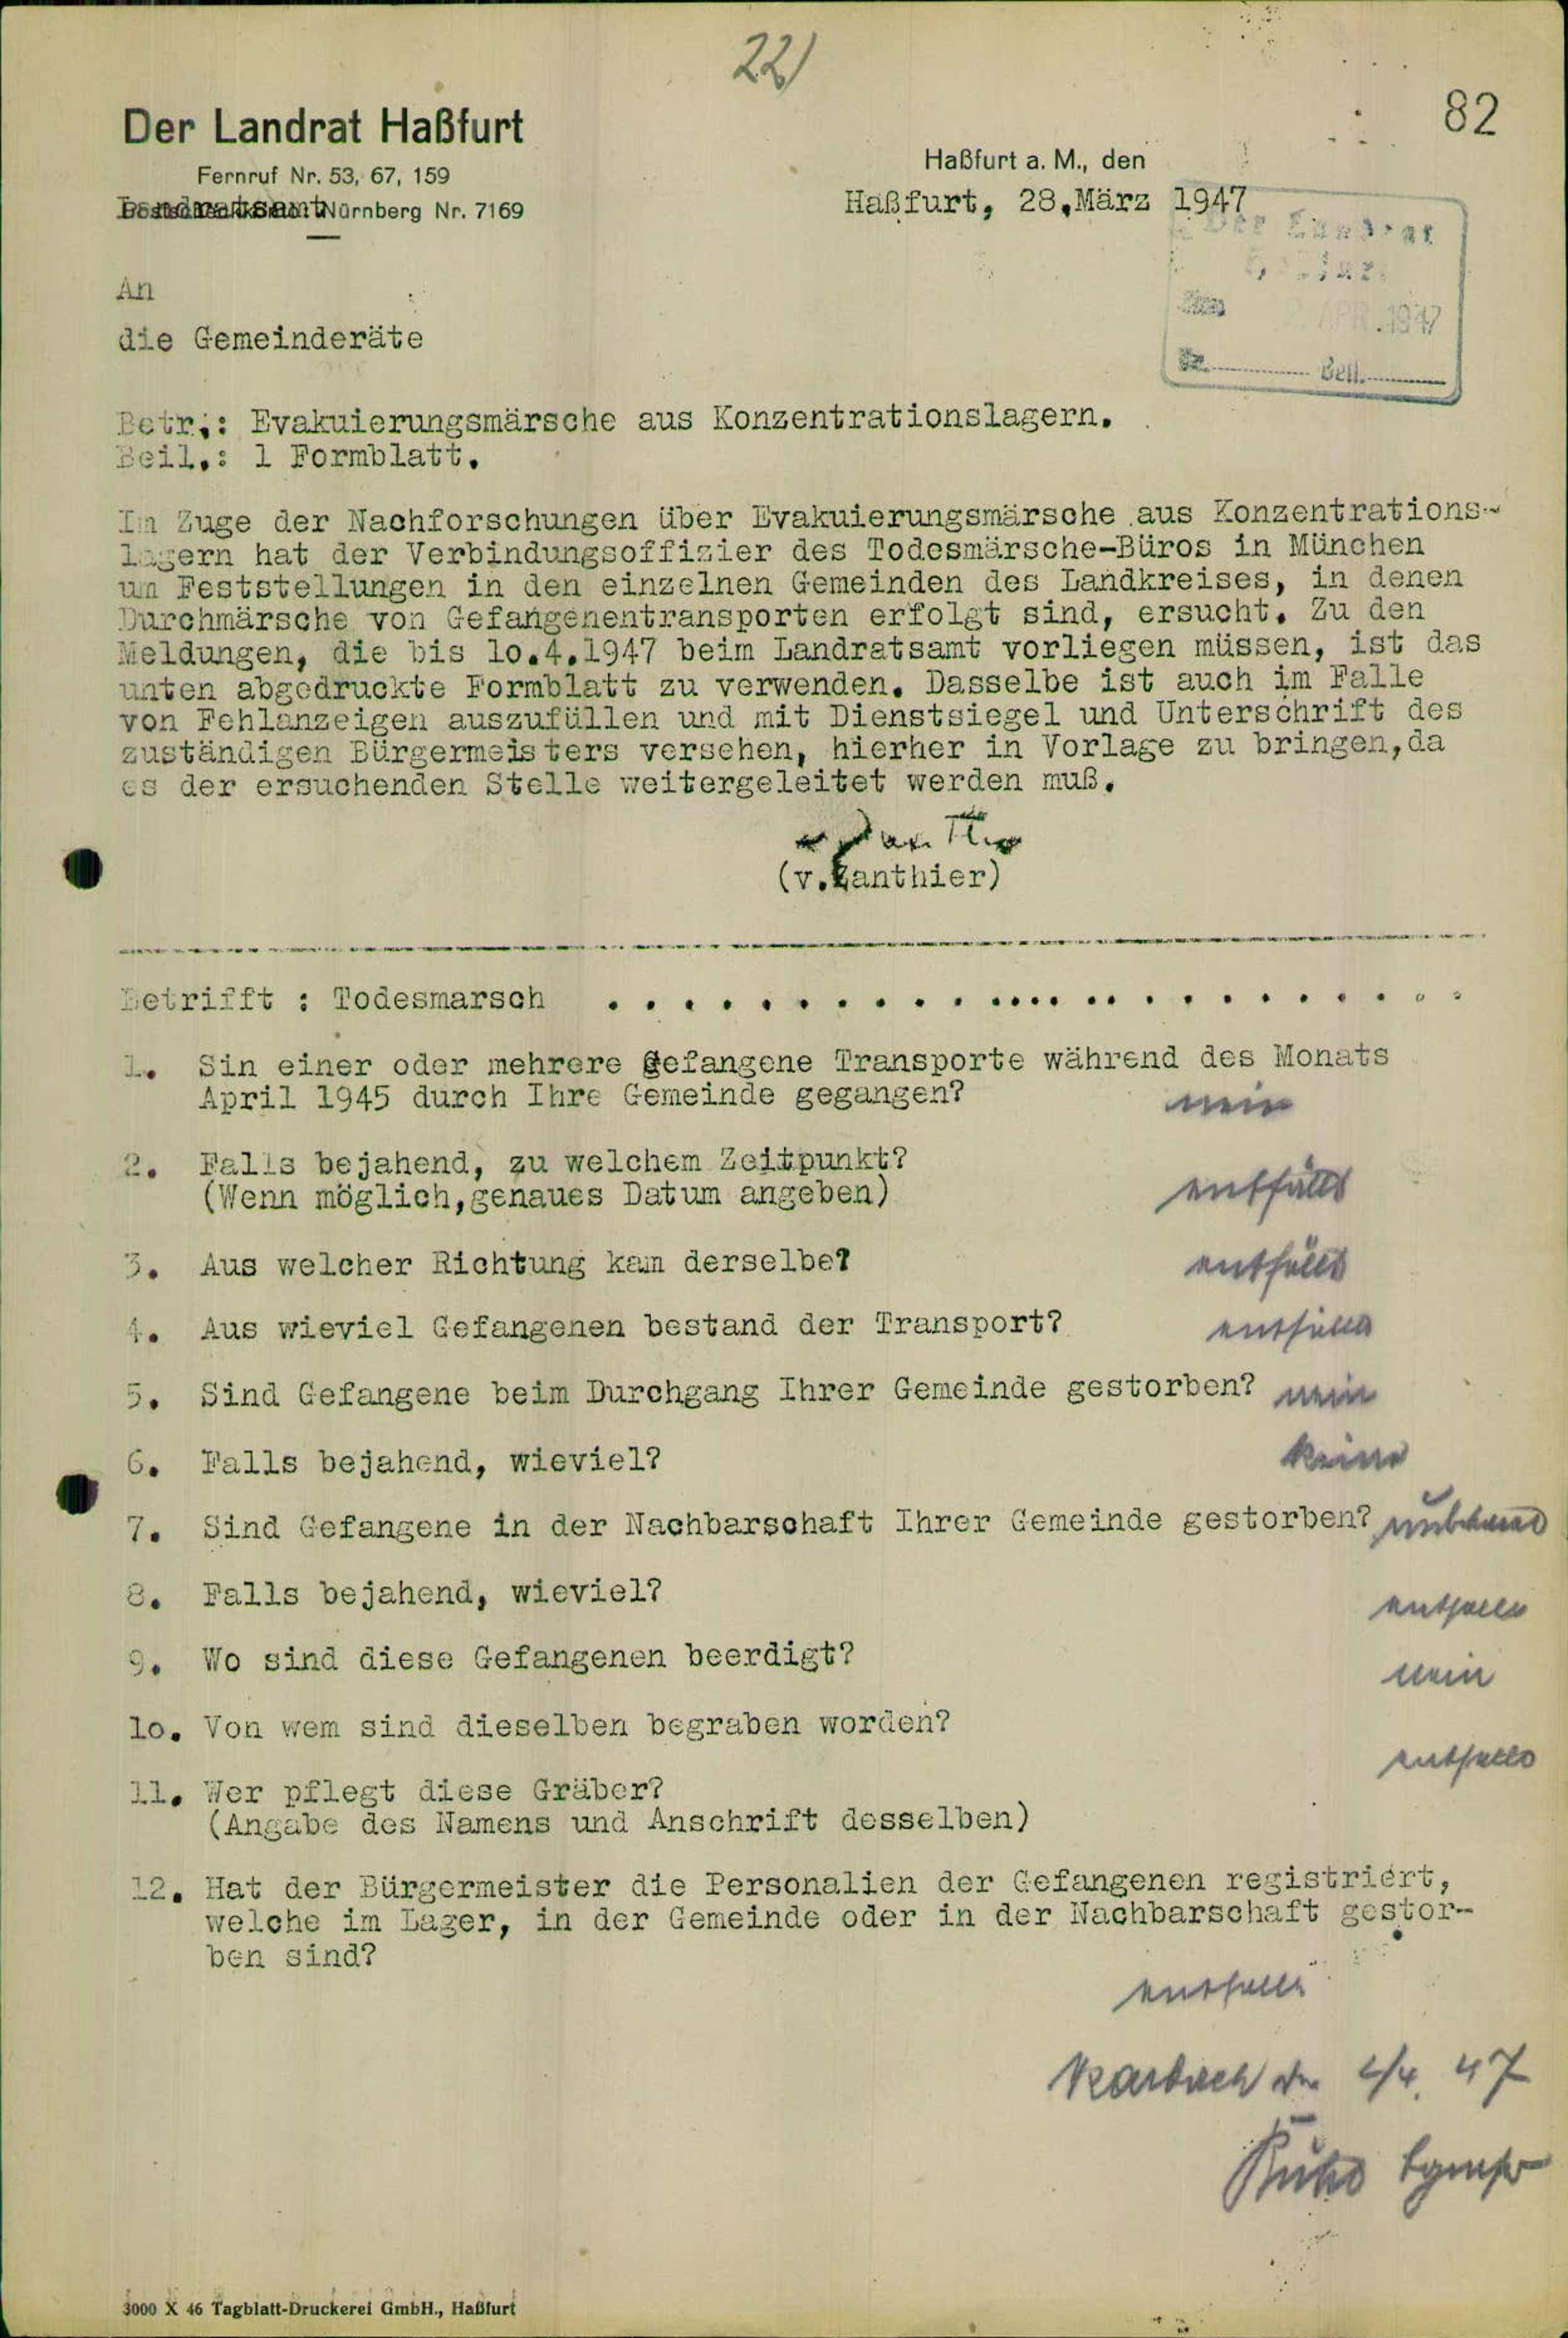 22)
82
Der Landrat Haßfurt
Fernruf Nr. 53, 67, 159
Nürnberg Nr. 7169
Haßfurt a. M., den
Haßfurt, 28.März 1947
Der Landrat
APR. 1947
Beil.
An
die Gemeinderäte
Betr.: Evakuierungsmärsche aus Konzentrationslagern.
Beil.: 1 Formblatt.
Im Zuge der Nachforschungen über Evakuierungsmärsche aus Konzentrations-
lagern hat der Verbindungsoffizier des Todesmärsche-Büros in München
um Feststellungen in den einzelnen Gemeinden des Landkreises, in denen
Durchmärsche von Gefangenentransporten erfolgt sind, ersucht. Zu den
Meldungen, die bis 10.4.1947 beim Landratsamt vorliegen müssen, ist das
unten abgedruckte Formblatt zu verwenden. Dasselbe ist auch im Falle
von Fehlanzeigen auszufüllen und mit Dienstsiegel und Unterschrift des
zuständigen Bürgermeisters versehen, hierher in Vorlage zu bringen,da
es der ersuchenden Stelle weitergeleitet werden muß.
(v.Zanthier)
Betrifft : Todesmarsch ..............................
1. Sin einer oder mehrere gefangene Transporte während des Monats
April 1945 durch Ihre Gemeinde gegangen? nein
2. Falls bejahend, zu welchem Zeitpunkt?
(Wenn möglich,genaues Datum angeben) entfällt
3. Aus welcher Richtung kam derselbe? entfällt
4. Aus wieviel Gefangenen bestand der Transport? entfällt
5. Sind Gefangene beim Durchgang Ihrer Gemeinde gestorben? nein
6. Falls bejahend, wieviel? keine
7. Sind Gefangene in der Nachbarschaft Ihrer Gemeinde gestorben? unbekannt
8. Falls bejahend, wieviel? entfällt
9. Wo sind diese Gefangenen beerdigt? nein
10. Von wem sind dieselben begraben worden?
entfällt
11. Wer pflegt diese Gräber?
(Angabe des Namens und Anschrift desselben)
12. Hat der Bürgermeister die Personalien der Gefangenen registriert,
welche im Lager, in der Gemeinde oder in der Nachbarschaft gestor-
ben sind?
entfällt
Karbach den 4. 47
3000 X 46 Tagblatt-Druckerei GmbH., Haßfurt